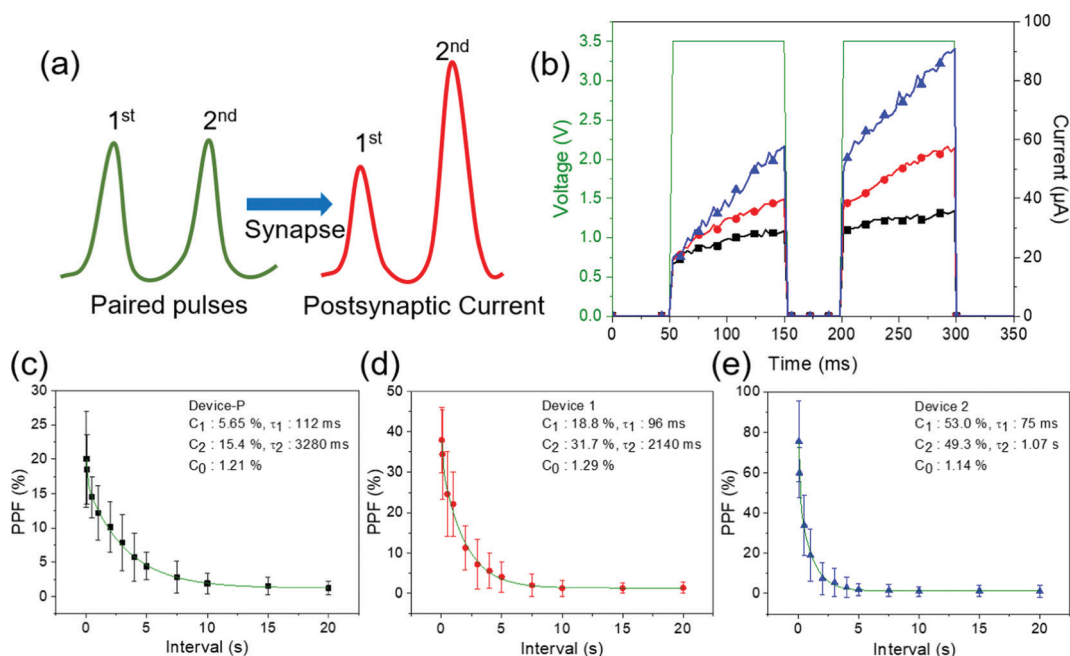 (a)
1st
2nd
1st
2nd
Synapse
Paired pulses
Postsynaptic Current
(b)
3.5
3.0
2.5
2.0
1.5
1.0
0.5
0.0
Voltage (V)
100
80
60
40
20
0
Current (μA)
0 50 100 150 200 250 300 350
Time (ms)
(c)
30
25
20
15
10
5
0
PPF (%)
Device-P
C1 : 5.65 %, τ1 : 112 ms
C2 : 15.4 %, τ2 : 3280 ms
C0 : 1.21 %
0 5 10 15 20
Interval (s)
(d)
50
40
30
20
10
0
PPF (%)
Device 1
C1 : 18.8 %, τ1 : 96 ms
C2 : 31.7 %, τ2 : 2140 ms
C0 : 1.29 %
0 5 10 15 20
Interval (s)
(e)
100
80
60
40
20
0
PPF (%)
Device 2
C1 : 53.0 %, τ1 : 75 ms
C2 : 49.3 %, τ2 : 1.07 s
C0 : 1.14 %
0 5 10 15 20
Interval (s)